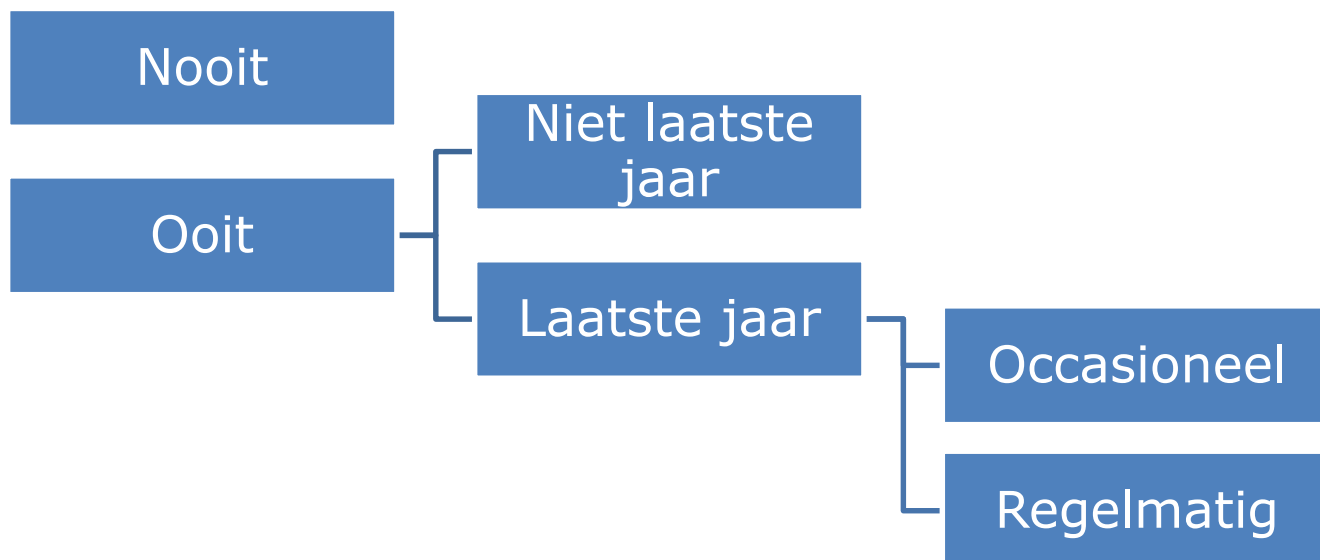 Nooit
Ooit
Niet laatste
jaar
Laatste jaar
Occasioneel
Regelmatig